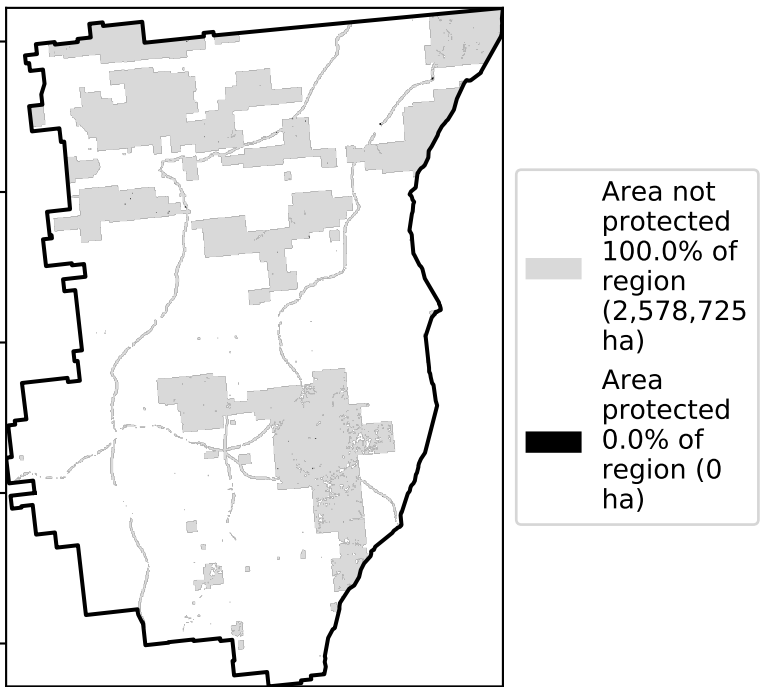 Area not
protected
100.0% of
region
(2,578,725
ha)
Area
protected
0.0% of
region (0
ha)